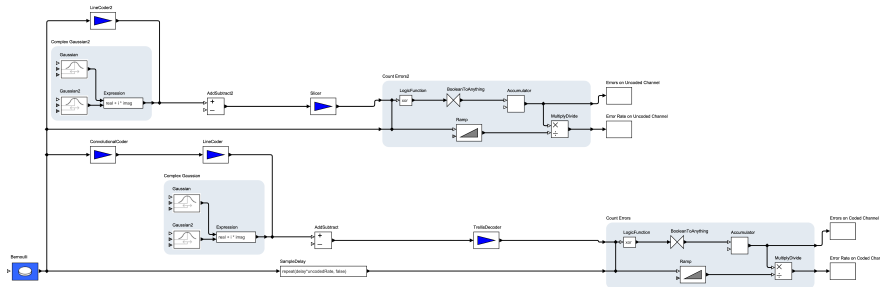 LineCoder2
Complex Gaussian2
Gaussian
Gaussian2
Expression
real + i * imag
AddSubtract2
+
−
Slicer
Count Errors2
LogicFunction
xor
BooleanToAnything
Accumulator
Ramp
MultiplyDivide
×
÷
Errors on Uncoded Channel
Error Rate on Uncoded Channel
ConvolutionalCoder
LineCoder
Complex Gaussian
Gaussian
Gaussian2
Expression
real + i * imag
AddSubtract
+
−
TrellisDecoder
Count Errors
LogicFunction
xor
BooleanToAnything
Accumulator
Ramp
MultiplyDivide
×
÷
Errors on Coded Channel
Error Rate on Coded Chann
Bernoulli
SampleDelay
repeat(delay*uncodedRate, false)